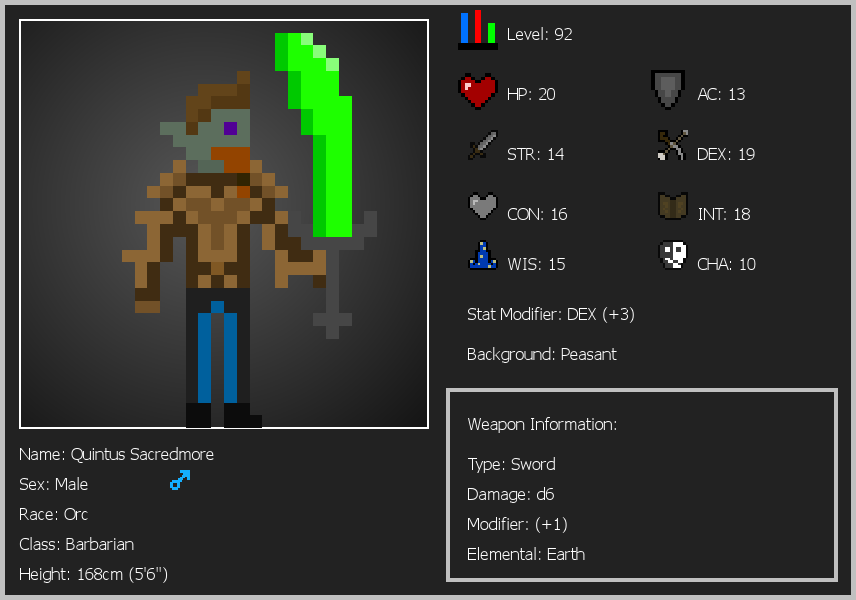 Level: 92
HP: 20
AC: 13
STR: 14
DEX: 19
CON: 16
INT: 18
WIS: 15
CHA: 10
Stat Modifier: DEX (+3)
Background: Peasant
Weapon Information:
Type: Sword
Damage: d6
Modifier: (+1)
Elemental: Earth
Name: Quintus Sacredmore
Sex: Male
Race: Orc
Class: Barbarian
Height: 168cm (5'6")